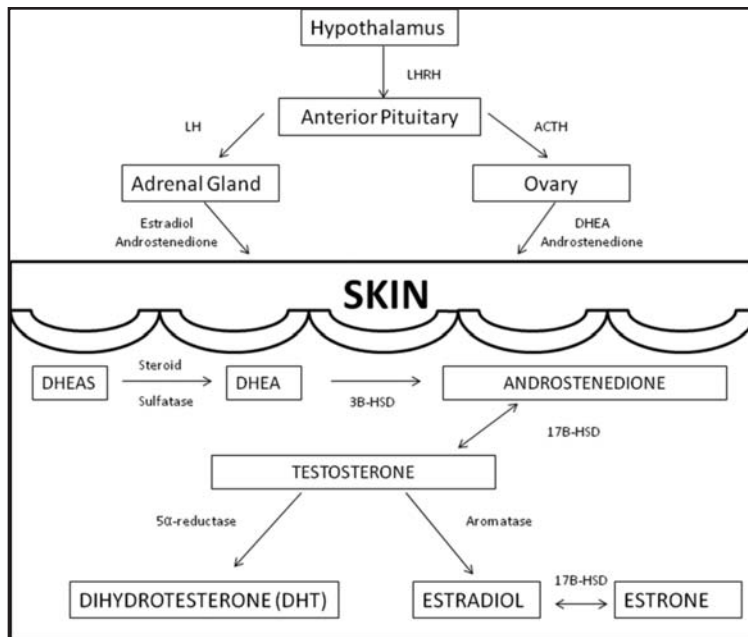 Hypothalamus
LHRH
Anterior Pituitary
LH
ACTH
Adrenal Gland
Ovary
Estradiol
Androstenedione
DHEA
Androstenedione
SKIN
DHEAS
Steroid
Sulfatase
DHEA
3B-HSD
ANDROSTENEDIONE
17B-HSD
TESTOSTERONE
5α-reductase
Aromatase
DIHYDROTESTERONE (DHT)
ESTRADIOL
17B-HSD
ESTRONE